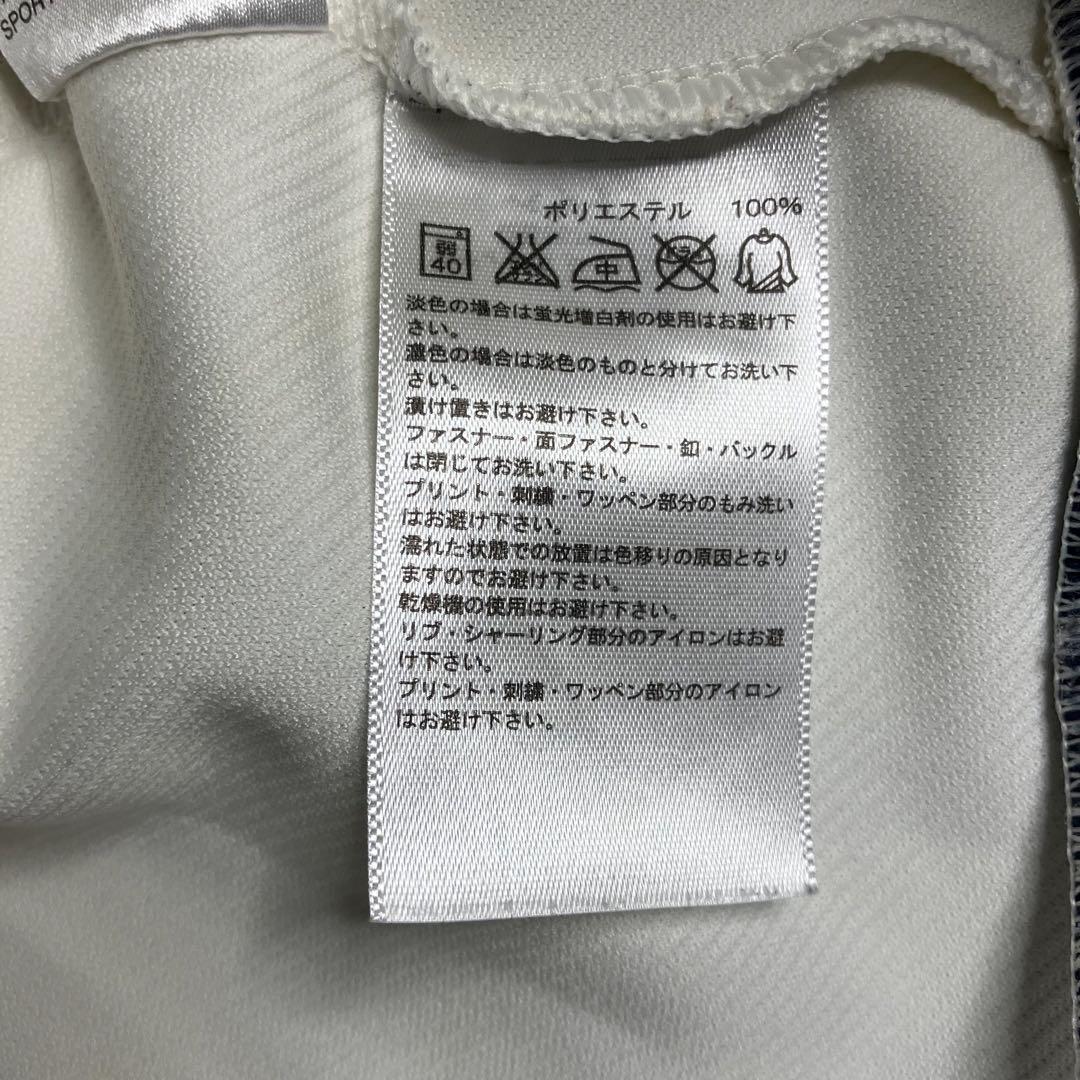 SPORT
ポリエステル 100%
弱 40 エンソサラシ 中 ドライ
淡色の場合は蛍光増白剤の使用はお避け下
さい。
濃色の場合は淡色のものと分けてお洗い下
さい。
漬け置きはお避け下さい。
ファスナー・面ファスナー・釦・バックル
は閉じてお洗い下さい。
プリント・刺繍・ワッペン部分のもみ洗い
はお避け下さい。
濡れた状態での放置は色移りの原因となり
ますのでお避け下さい。
乾燥機の使用はお避け下さい。
リブ・シャーリング部分のアイロンはお避
け下さい。
プリント・刺繍・ワッペン部分のアイロン
はお避け下さい。